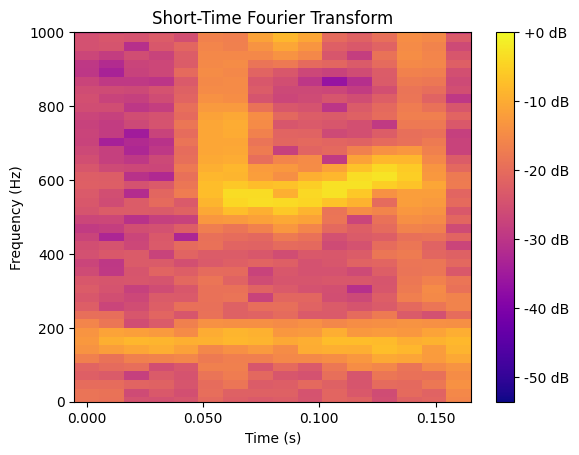 Short-Time Fourier Transform
1000
800
600
400
200
0
Frequency (Hz)
0.000
0.050
0.100
0.150
Time (s)
+0 dB
-10 dB
-20 dB
-30 dB
-40 dB
-50 dB